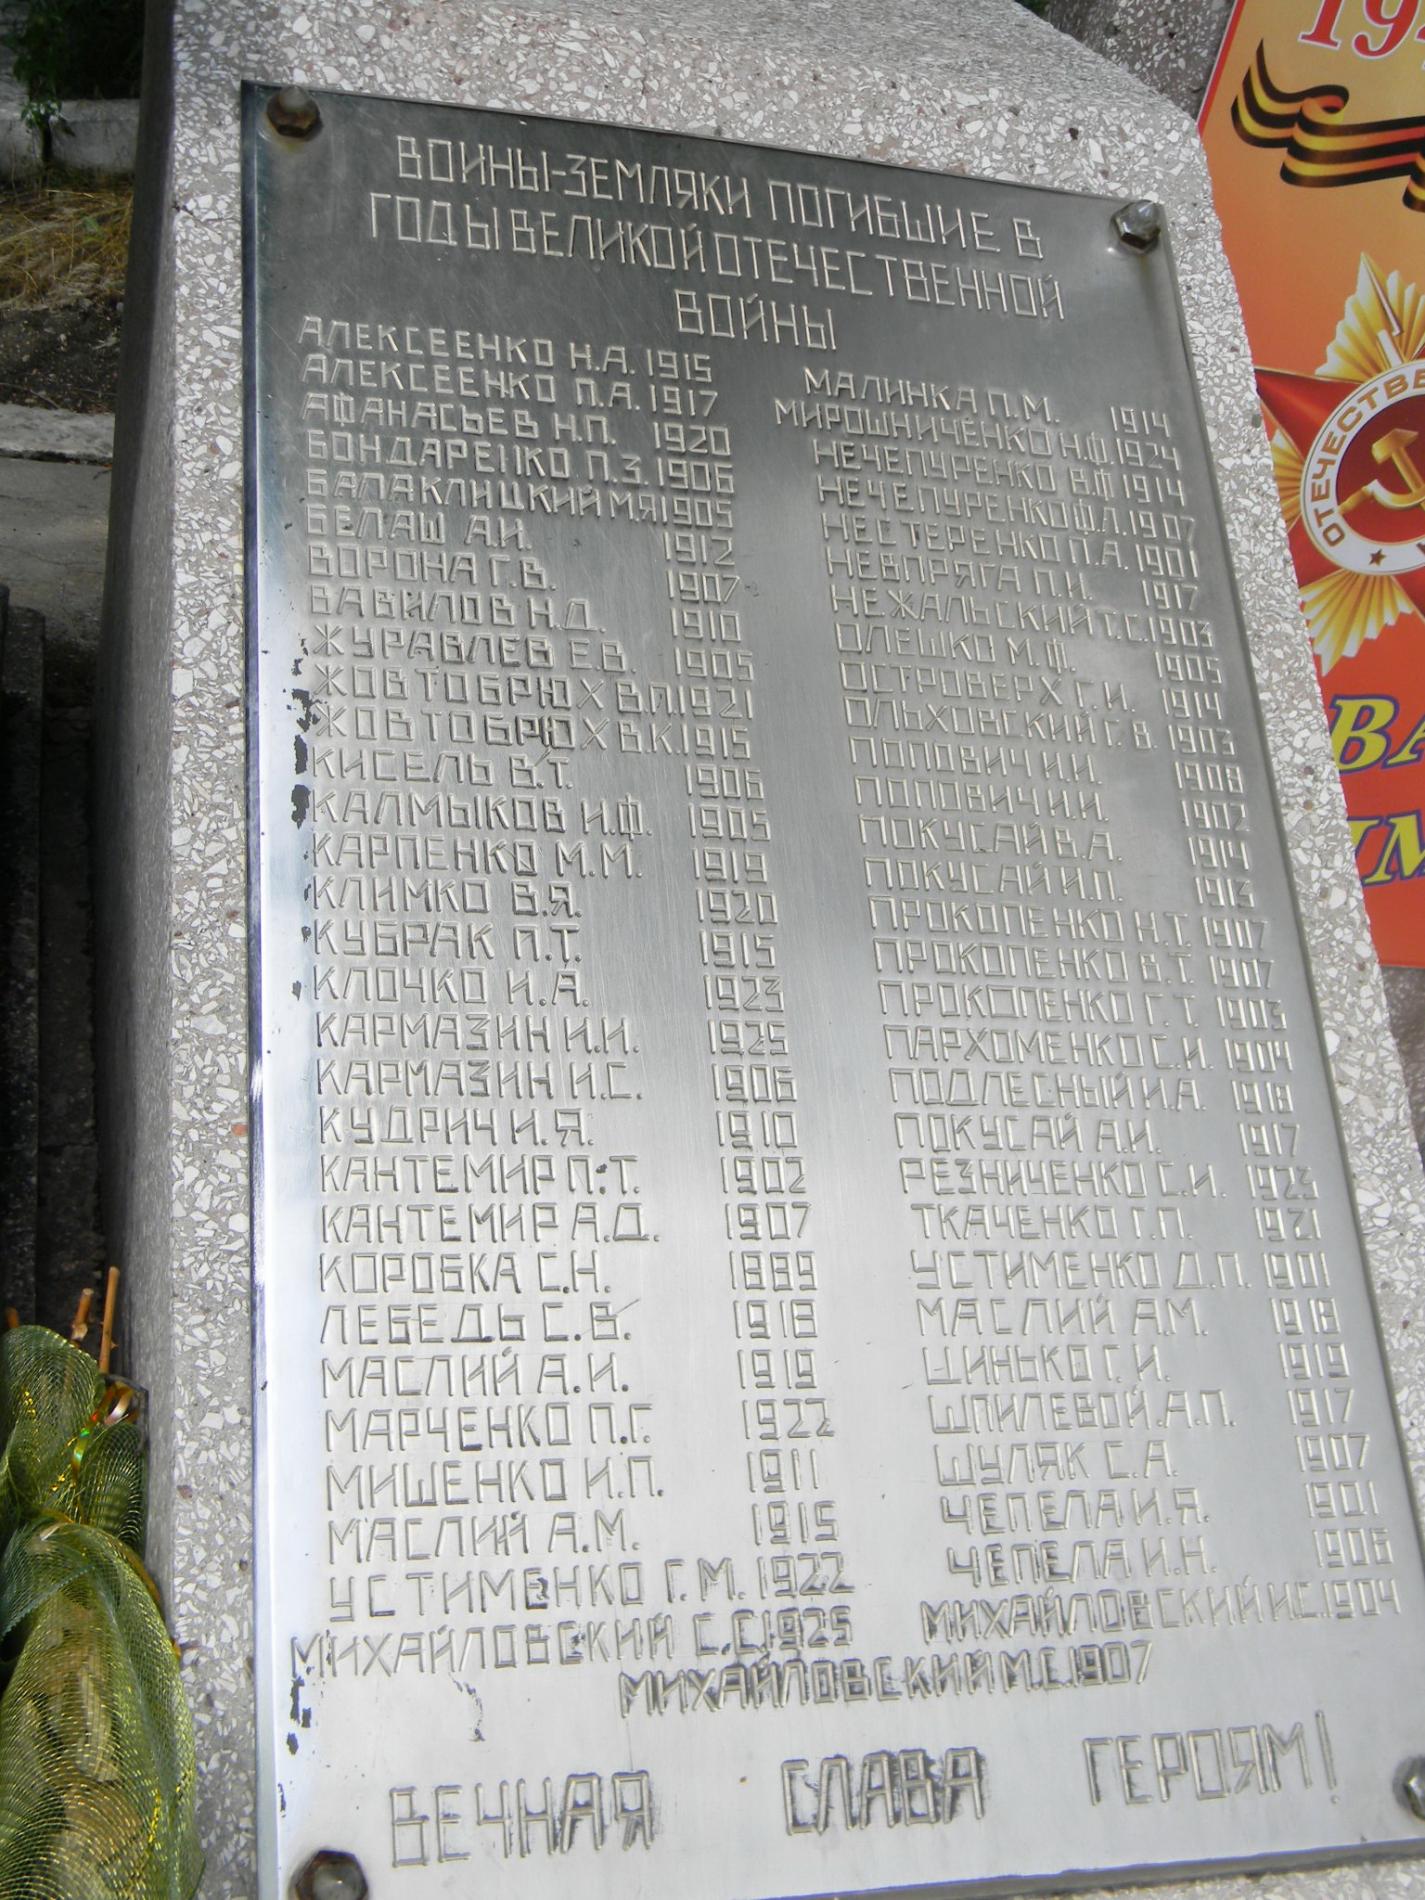 ВОИНЫ-ЗЕМЛЯКИ ПОГИБШИЕ В
ГОДЫ ВЕЛИКОЙ ОТЕЧЕСТВЕННОЙ
ВОЙНЫ
АЛЕКСЕЕНКО Н.А. 1915
АЛЕКСЕЕНКО П.А. 1917
АФАНАСЬЕВ Н.П. 1920
БОНДАРЕНКО П.З. 1906
БАЛАКЛИЦКИЙ М.Я 1905
БЕЛАШ А.И. 1912
ВОРОНА Г.В. 1907
ВАВИЛОВ Н.Д. 1910
ЖУРАВЛЕВ Е.В. 1905
ЖОВТОБРЮХ В.П. 1921
ЖОВТОБРЮХ В.К. 1915
КИСЕЛЬ В.Т. 1906
КАЛМЫКОВ И.Ф. 1905
КАРПЕНКО М.М. 1919
КЛИМКО В.Я. 1920
КУБРАК П.Т. 1915
КЛОЧКО И.А. 1923
КАРМАЗИН И.И. 1925
КАРМАЗИН И.С. 1906
КУДРИЧ И.Я. 1910
КАНТЕМИР П.Т. 1902
КАНТЕМИР А.Д. 1907
КОРОБКА С.Н. 1889
ЛЕБЕДЬ С.В. 1918
МАСЛИЙ А.И. 1919
МАРЧЕНКО П.Г. 1922
МИШЕНКО И.П. 1911
МАСЛИЙ А.М. 1915
УСТИМЕНКО Г.М. 1922
МИХАЙЛОВСКИЙ С.С. 1925
МАЛИНКА П.М. 1914
МИРОШНИЧЕНКО Н.Ф. 1924
НЕЧЕПУРЕНКО В.Ф 1914
НЕЧЕПУРЕНКО Ф.Л. 1907
НЕСТЕРЕНКО П.А. 1901
НЕВПРЯГА П.И. 1917
НЕЖАЛЬСКИЙ Т.С. 1903
ОЛЕШКО М.Ф. 1905
ОСТРОВЕРХ Г.И. 1914
ОЛЬХОВСКИЙ Г.В. 1903
ПОПОВИЧ И.И. 1908
ПОПОВИЧ И.И. 1902
ПОКУСАЙ В.А. 1914
ПОКУСАЙ И.П. 1913
ПРОКОПЕНКО Н.Т. 1907
ПРОКОПЕНКО В.Т. 1907
ПРОКОПЕНКО Г.Т. 1903
ПАРХОМЕНКО С.И. 1904
ПОДЛЕСНЫЙ И.А. 1918
ПОКУСАЙ А.И. 1917
РЕЗНИЧЕНКО С.И. 1923
ТКАЧЕНКО Г.П. 1921
УСТИМЕНКО Д.П. 1901
МАСЛИЙ А.М. 1918
ШИНЬКО Г.И. 1919
ШПИЛЕВОЙ А.П. 1917
ШУЛЯК С.А. 1907
ЧЕПЕЛА И.Я. 1901
ЧЕПЕЛА И.Н. 1906
МИХАЙЛОВСКИЙ И.С. 1904
МИХАЙЛОВСКИЙ М.С. 1907
ВЕЧНАЯ СЛАВА ГЕРОЯМ!